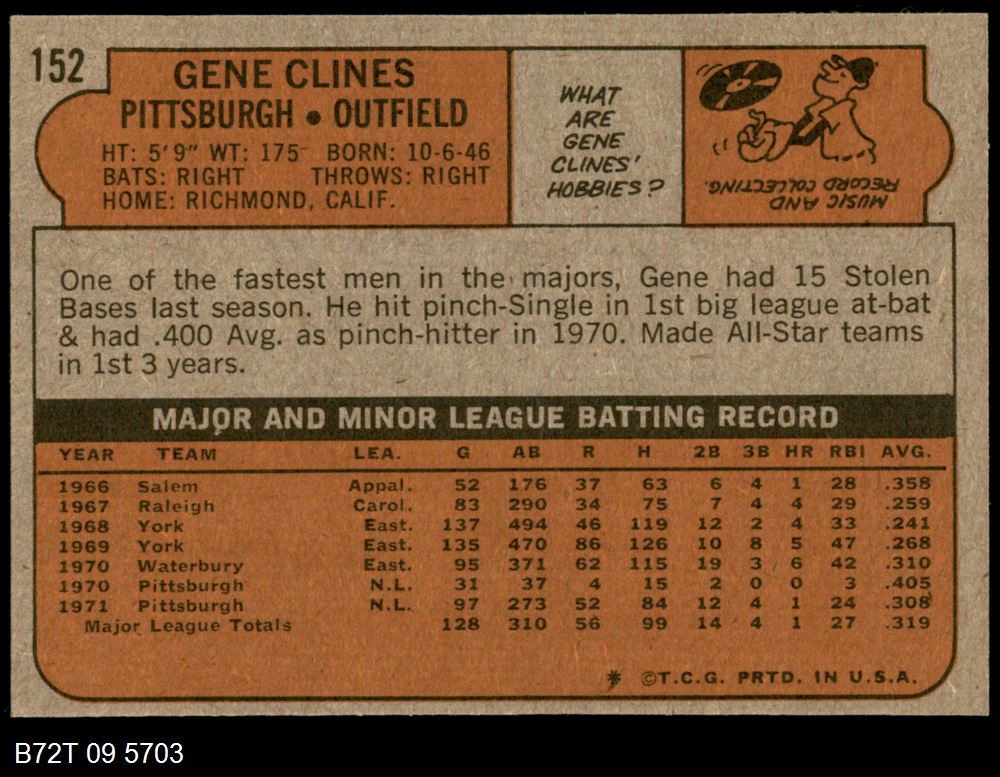 152
GENE CLINES
PITTSBURGH • OUTFIELD
HT: 5'9" WT: 175 BORN: 10-6-46
BATS: RIGHT THROWS: RIGHT
HOME: RICHMOND, CALIF.
WHAT
ARE
GENE
CLINES'
HOBBIES?
MUSIC AND
RECORD COLLECTING.
One of the fastest men in the majors, Gene had 15 Stolen
Bases last season. He hit pinch-Single in 1st big league at-bat
& had .400 Avg. as pinch-hitter in 1970. Made All-Star teams
in 1st 3 years.
MAJOR AND MINOR LEAGUE BATTING RECORD
YEAR TEAM LEA. G AB R H 2B 3B HR RBI AVG.
1966 Salem Appal. 52 176 37 63 6 4 1 28 .358
1967 Raleigh Carol. 83 290 34 75 7 4 4 29 .259
1968 York East. 137 494 46 119 12 2 4 33 .241
1969 York East. 135 470 86 126 10 8 5 47 .268
1970 Waterbury East. 95 371 62 115 19 3 6 42 .310
1970 Pittsburgh N.L. 31 37 4 15 2 0 0 3 .405
1971 Pittsburgh N.L. 97 273 52 84 12 4 1 24 .308
Major League Totals 128 310 56 99 14 4 1 27 .319
* ©T.C.G. PRTD. IN U.S.A.
B72T 09 5703